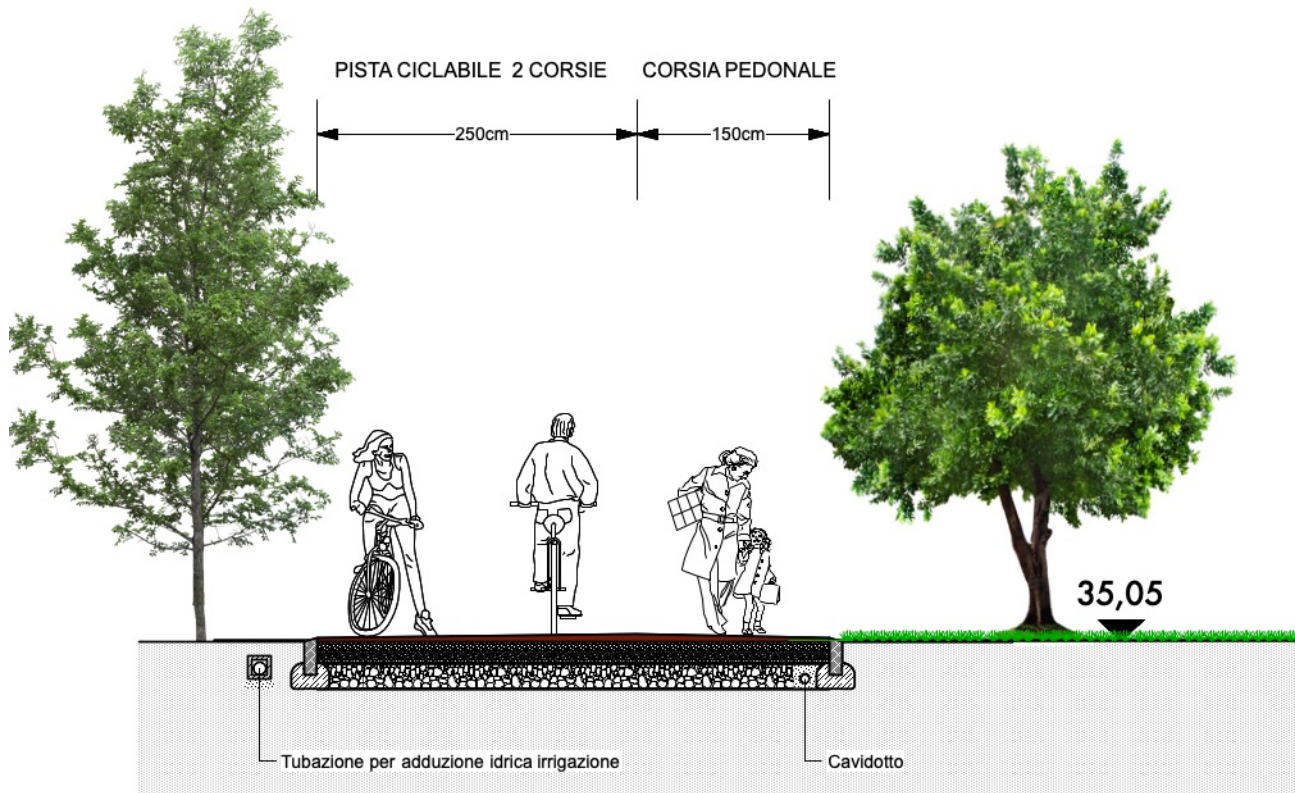 PISTA CICLABILE 2 CORSIE
CORSIA PEDONALE
250cm
150cm
35,05
Tubazione per adduzione idrica irrigazione
Cavidotto